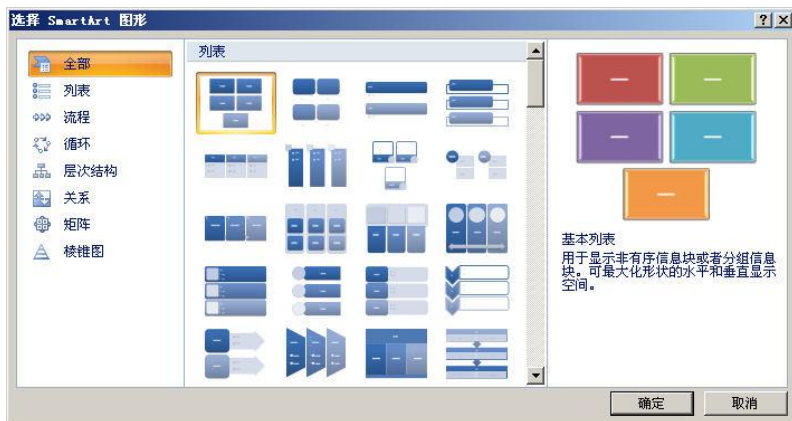 选择 SmartArt 图形
全部
列表
流程
循环
层次结构
关系
矩阵
棱锥图
列表
基本列表
用于显示非有序信息块或者分组信息
块。可最大化形状的水平和垂直显示
空间。
确定
取消